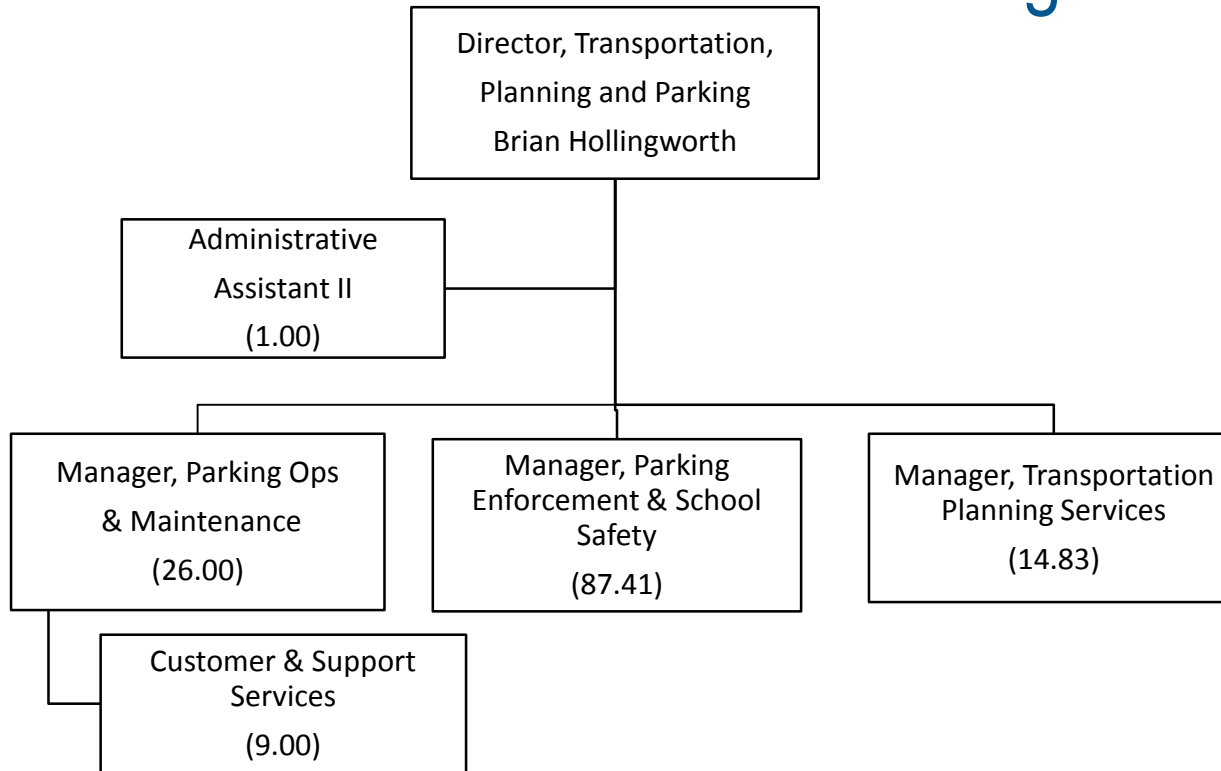 Director, Transportation,
Planning and Parking
Brian Hollingworth
Administrative
Assistant II
(1.00)
Manager, Parking Ops
& Maintenance
(26.00)
Manager, Parking
Enforcement & School
Safety
(87.41)
Manager, Transportation
Planning Services
(14.83)
Customer & Support
Services
(9.00)